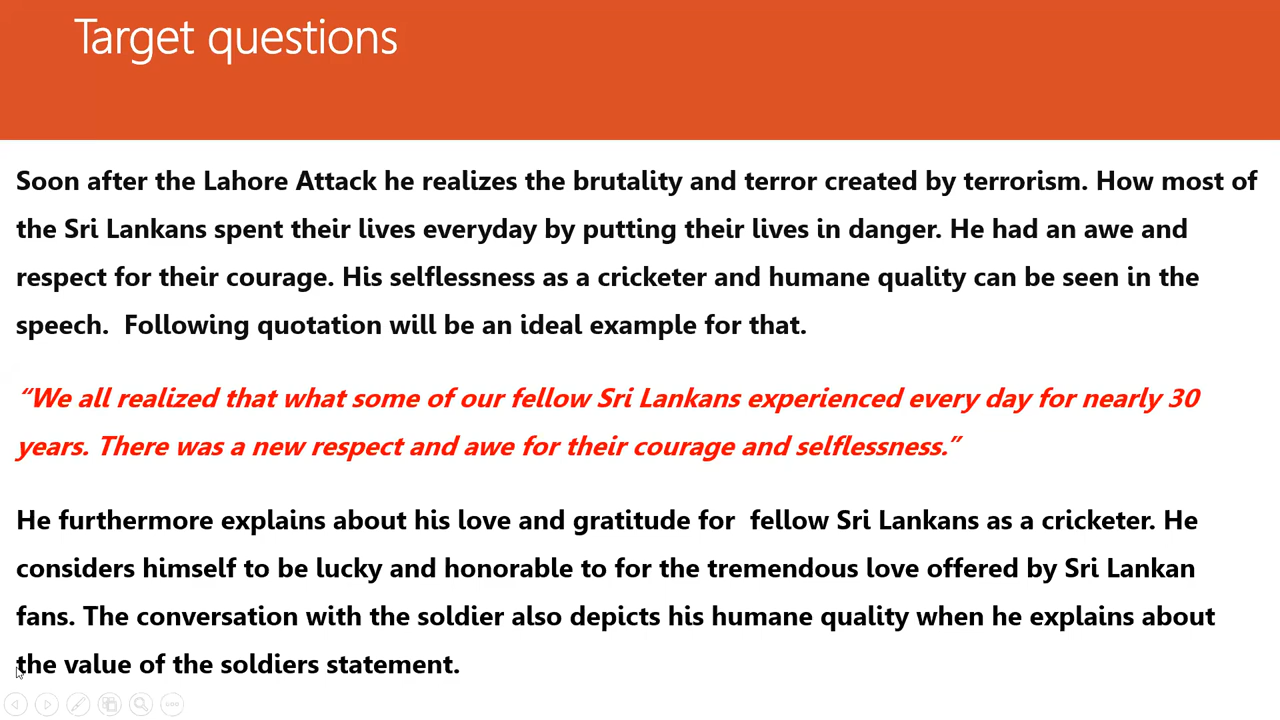 Target questions
Soon after the Lahore Attack he realizes the brutality and terror created by terrorism. How most of
the Sri Lankans spent their lives everyday by putting their lives in danger. He had an awe and
respect for their courage. His selflessness as a cricketer and humane quality can be seen in the
speech.  Following quotation will be an ideal example for that.
“We all realized that what some of our fellow Sri Lankans experienced every day for nearly 30
years. There was a new respect and awe for their courage and selflessness.”
He furthermore explains about his love and gratitude for  fellow Sri Lankans as a cricketer. He
considers himself to be lucky and honorable to for the tremendous love offered by Sri Lankan
fans. The conversation with the soldier also depicts his humane quality when he explains about
the value of the soldiers statement.